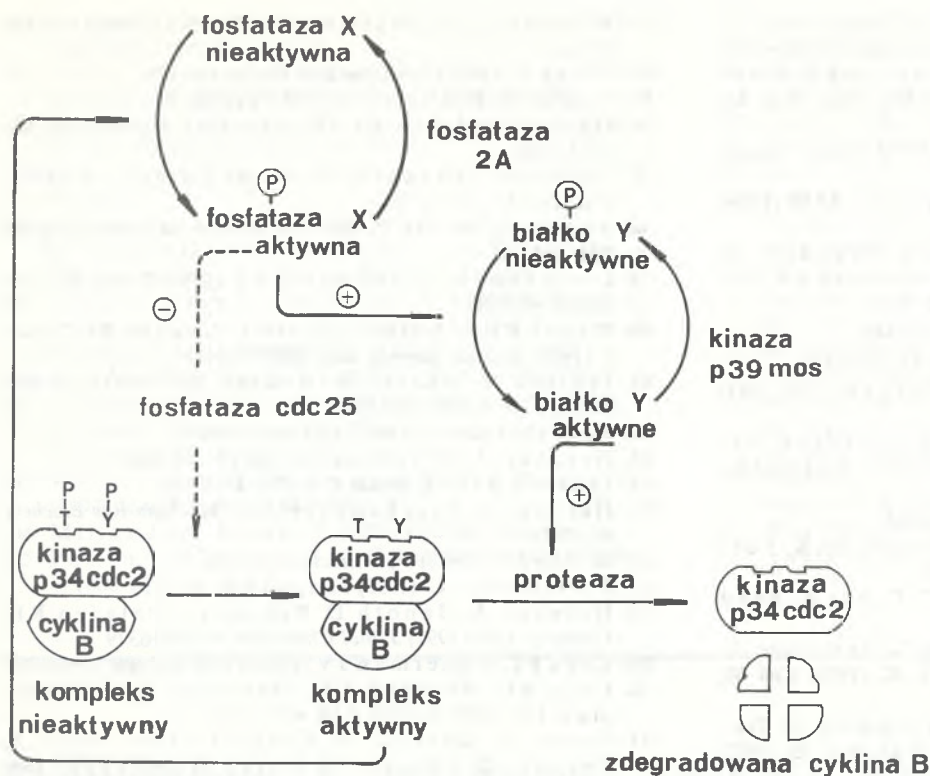 fosfataza X
nieaktywna
fosfataza
2A
P
fosfataza X
aktywna
P
białko Y
nieaktywne
kinaza
p39 mos
białko Y
aktywne
fosfataza cdc25
P P
T Y
kinaza
p34cdc2
cyklina
B
kompleks
nieaktywny
T Y
kinaza
p34cdc2
cyklina
B
kompleks
aktywny
proteaza
kinaza
p34cdc2
zdegradowana cyklina B